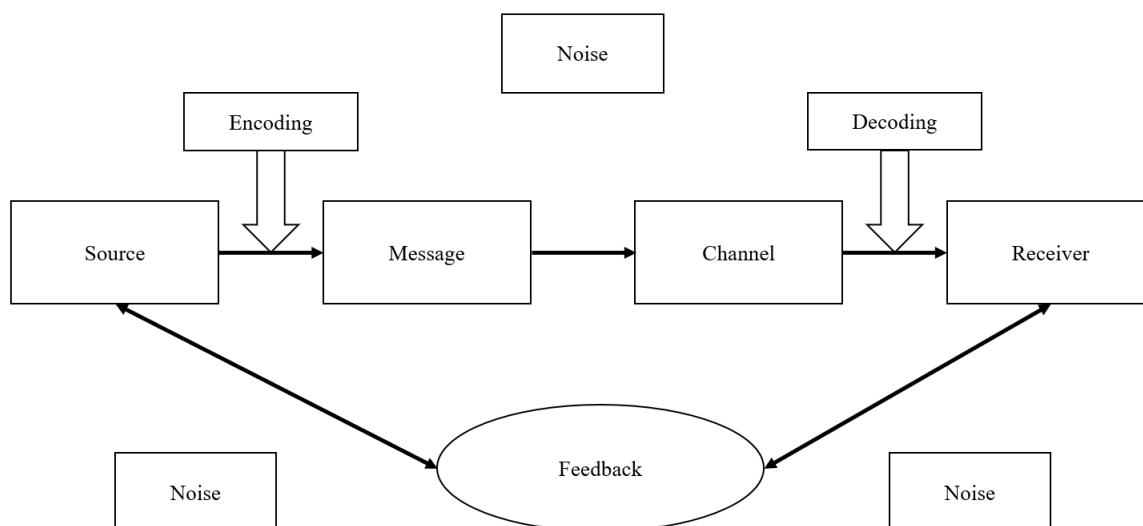 Noise
Encoding
Decoding
Source
Message
Channel
Receiver
Feedback
Noise
Noise